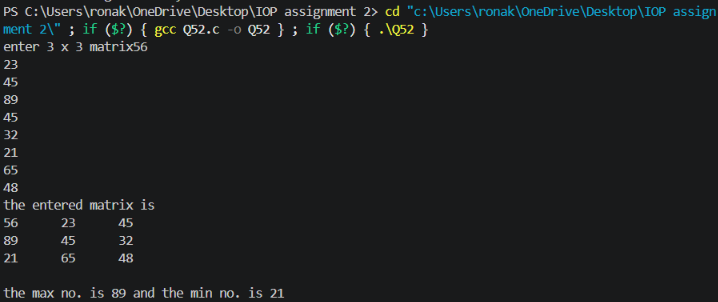 PS C:\Users\ronak\OneDrive\Desktop\IOP assignment 2> cd "c:\Users\ronak\OneDrive\Desktop\IOP assign
ment 2\" ; if ($?) { gcc Q52.c -o Q52 } ; if ($?) { .\Q52 }
enter 3 x 3 matrix56
23
45
89
45
32
21
65
48
the entered matrix is
56 23 45
89 45 32
21 65 48
the max no. is 89 and the min no. is 21